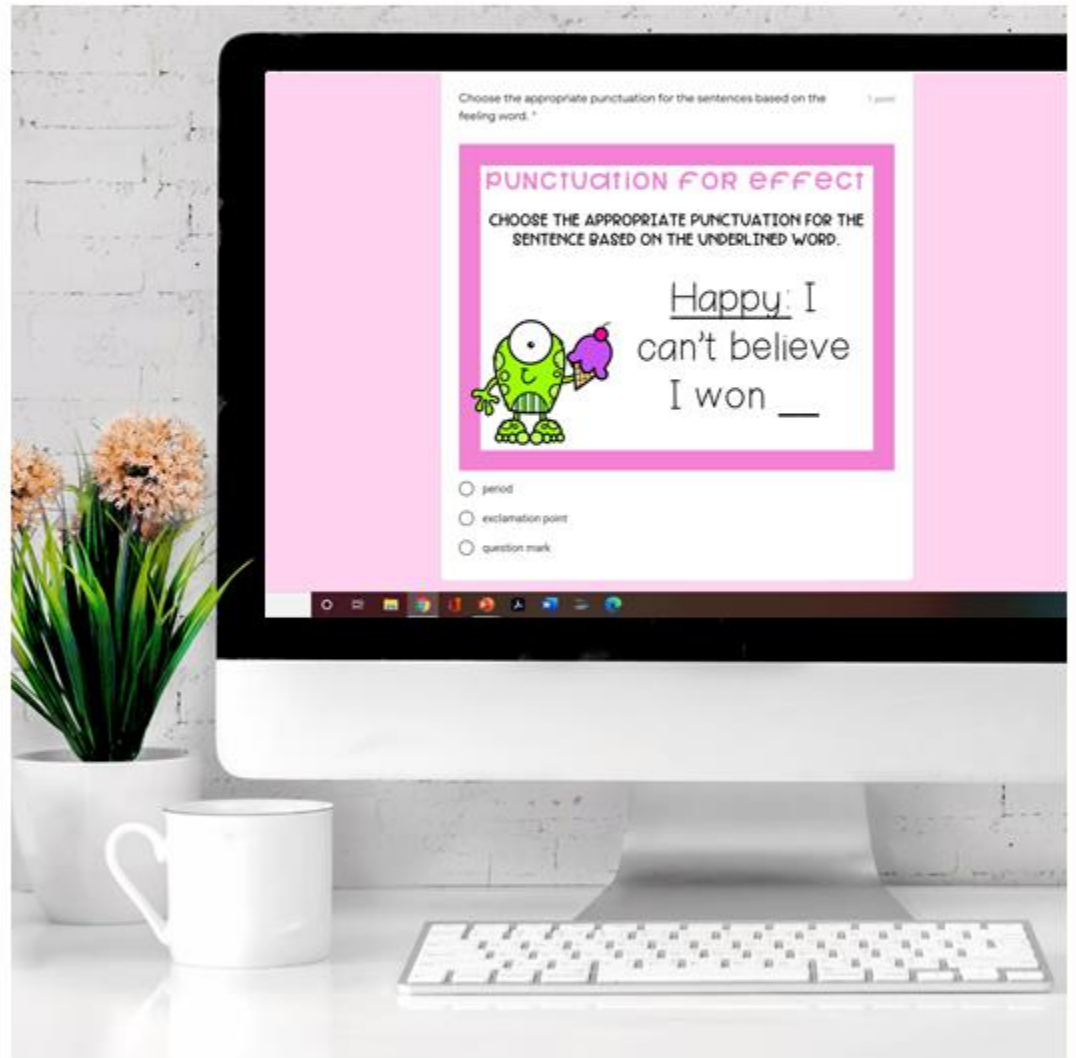 Choose the appropriate punctuation for the sentences based on the
feeling word. *
1 point
PUNCTUATION FOR EFFECT
CHOOSE THE APPROPRIATE PUNCTUATION FOR THE
SENTENCE BASED ON THE UNDERLINED WORD.
Happy: I
can't believe
I won __
period
exclamation point
question mark